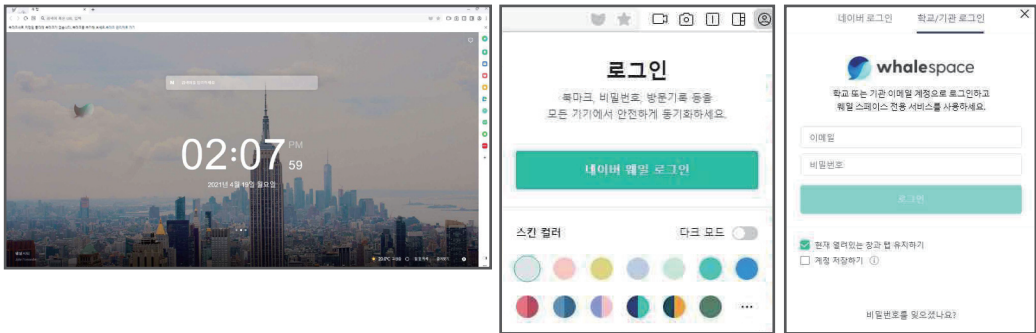 02:07 PM
59
2021년 4월 19일 월요일
로그인
북마크, 비밀번호, 방문기록 등을
모든 기기에서 안전하게 동기화하세요.
네이버 웨일 로그인
스킨 컬러
다크 모드
네이버 로그인
학교/기관 로그인
whalespace
학교 또는 기관 이메일 계정으로 로그인하고
웨일 스페이스 전용 서비스를 사용하세요.
이메일
비밀번호
로그인
현재 열려있는 창과 탭 유지하기
계정 저장하기
비밀번호를 잊으셨나요?